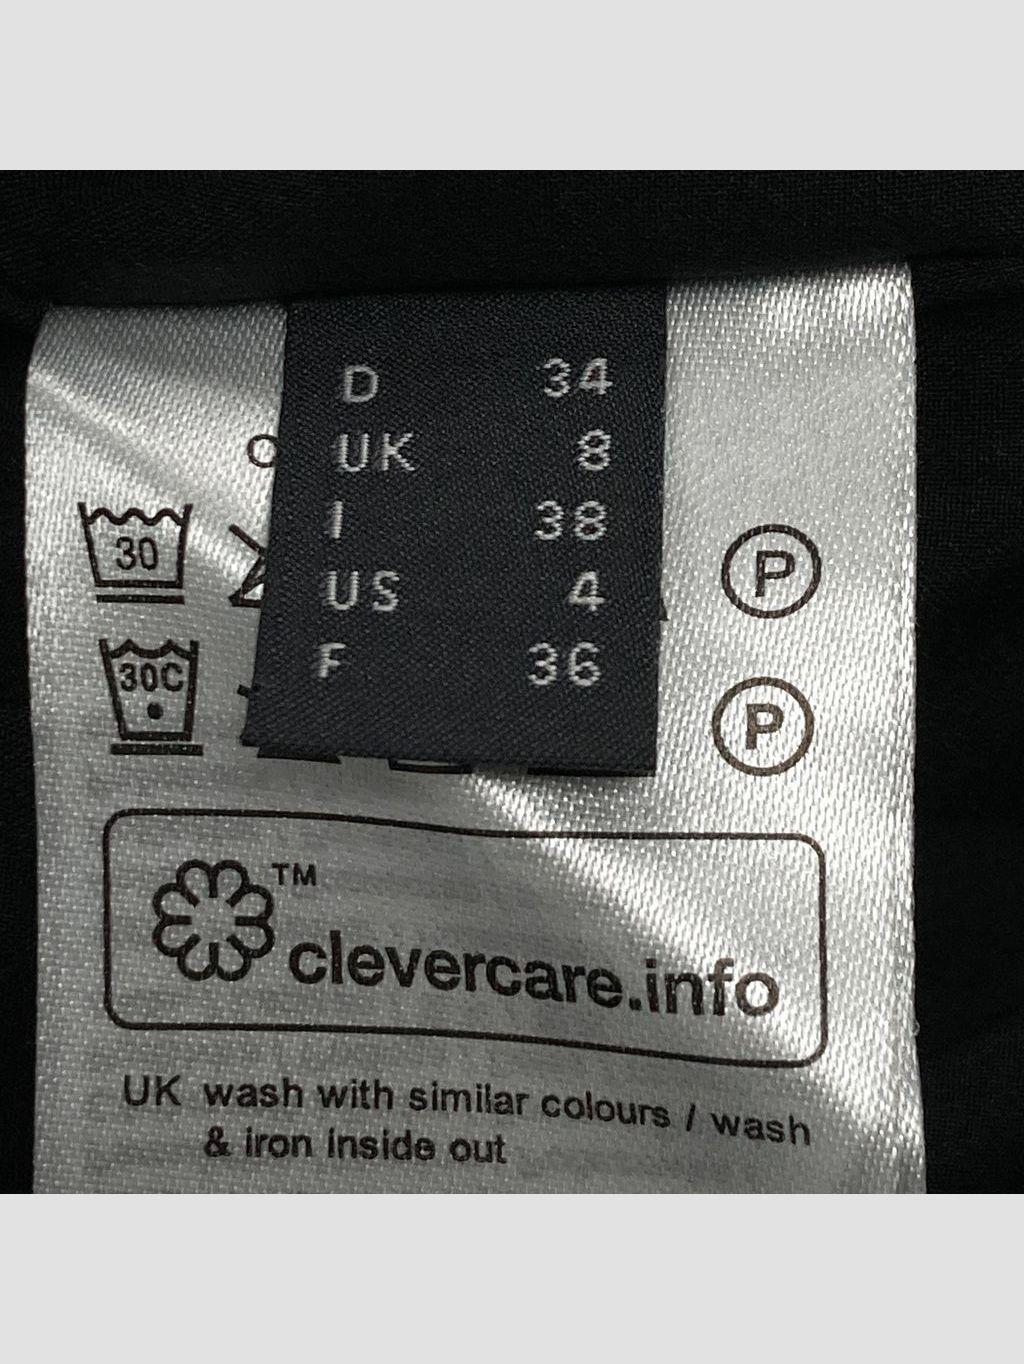 D 34
UK 8
I 38
US 4
F 36
30
P
30C
P
TM
clevercare.info
UK wash with similar colours / wash
& iron inside out